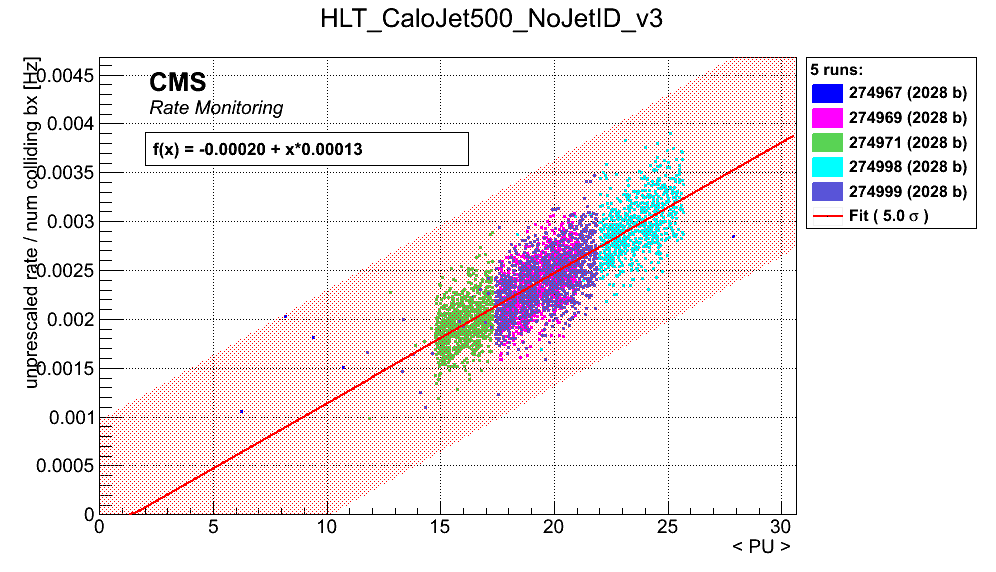 HLT_CaloJet500_NoJetID_v3
unprescaled rate / num colliding bx [Hz]
0.0045
0.004
0.0035
0.003
0.0025
0.002
0.0015
0.001
0.0005
0
CMS
Rate Monitoring
f(x) = -0.00020 + x*0.00013
5 runs:
274967 (2028 b)
274969 (2028 b)
274971 (2028 b)
274998 (2028 b)
274999 (2028 b)
Fit ( 5.0 σ )
0 5 10 15 20 25 30
< PU >